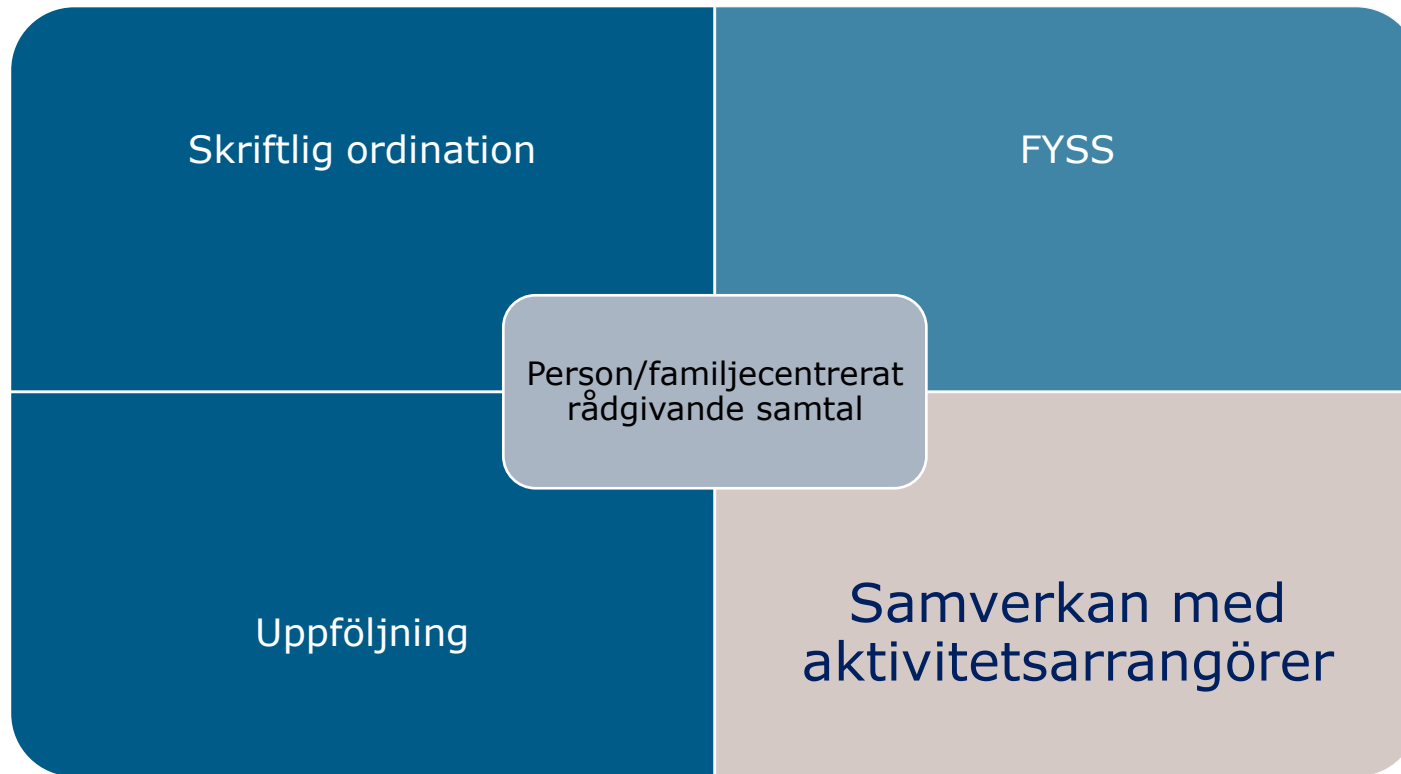 Skriftlig ordination
FYSS
Person/familjecentrerat
rådgivande samtal
Uppföljning
Samverkan med
aktivitetsarrangörer